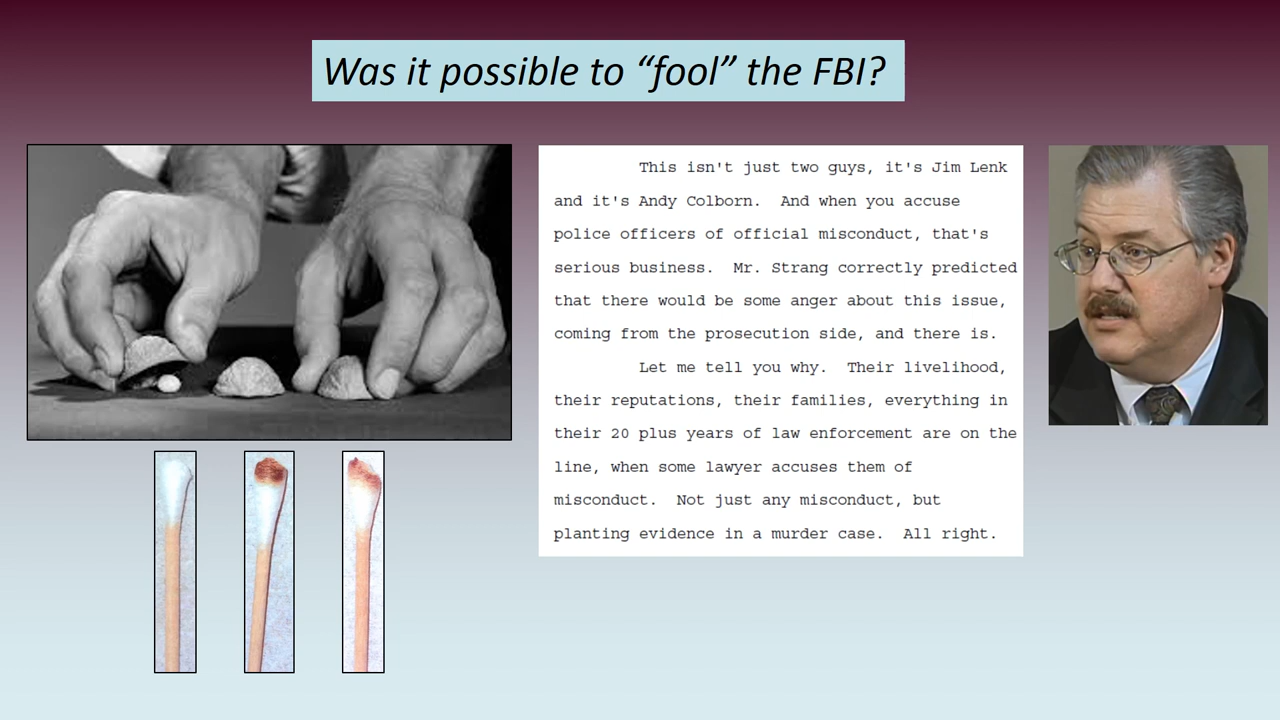 Was it possible to “fool” the FBI?
This isn't just two guys, it's Jim Lenk
and it's Andy Colborn. And when you accuse
police officers of official misconduct, that's
serious business. Mr. Strang correctly predicted
that there would be some anger about this issue,
coming from the prosecution side, and there is.
Let me tell you why. Their livelihood,
their reputations, their families, everything in
their 20 plus years of law enforcement are on the
line, when some lawyer accuses them of
misconduct. Not just any misconduct, but
planting evidence in a murder case. All right.